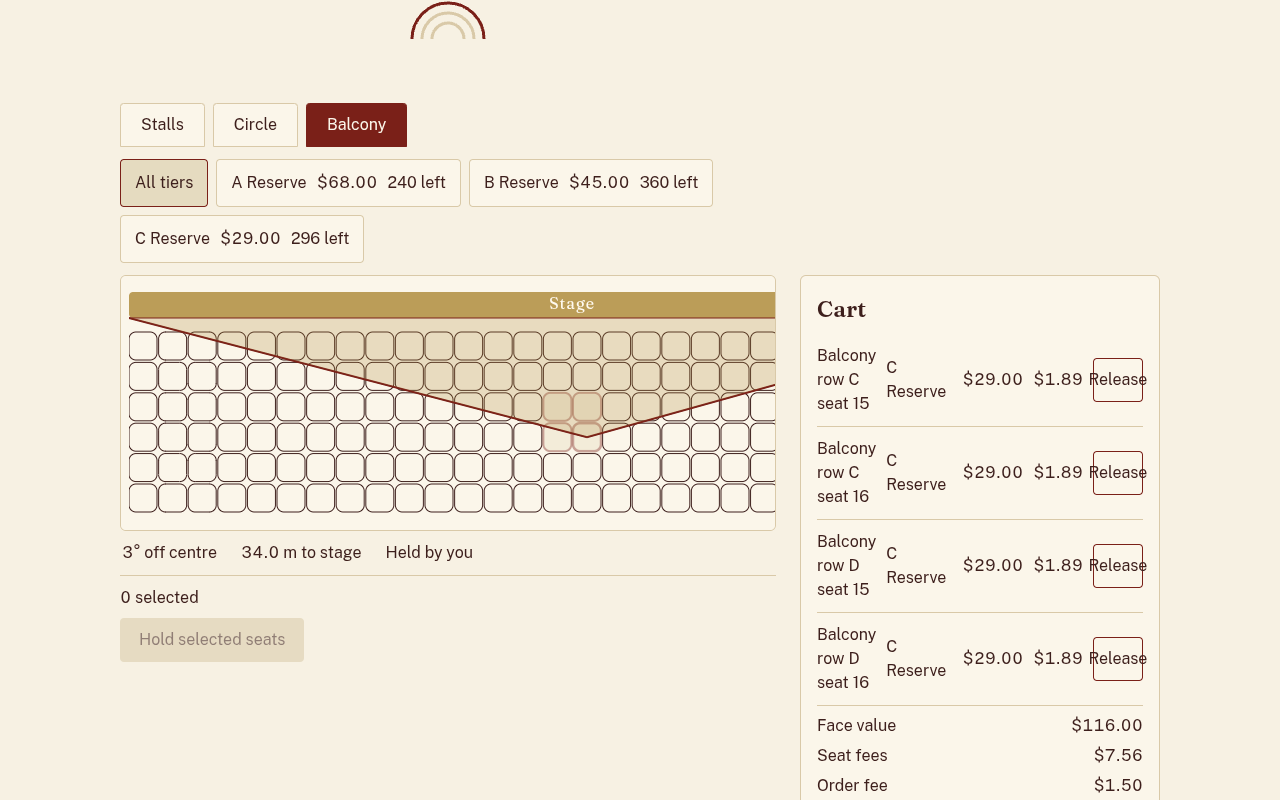 Stalls
Circle
Balcony
All tiers
A Reserve $68.00 240 left
B Reserve $45.00 360 left
C Reserve $29.00 296 left
Stage
3° off centre
34.0 m to stage
Held by you
0 selected
Hold selected seats
Cart
Balcony
row C
seat 15
C
Reserve
$29.00
$1.89
Release
Balcony
row C
seat 16
C
Reserve
$29.00
$1.89
Release
Balcony
row D
seat 15
C
Reserve
$29.00
$1.89
Release
Balcony
row D
seat 16
C
Reserve
$29.00
$1.89
Release
Face value $116.00
Seat fees $7.56
Order fee $1.50